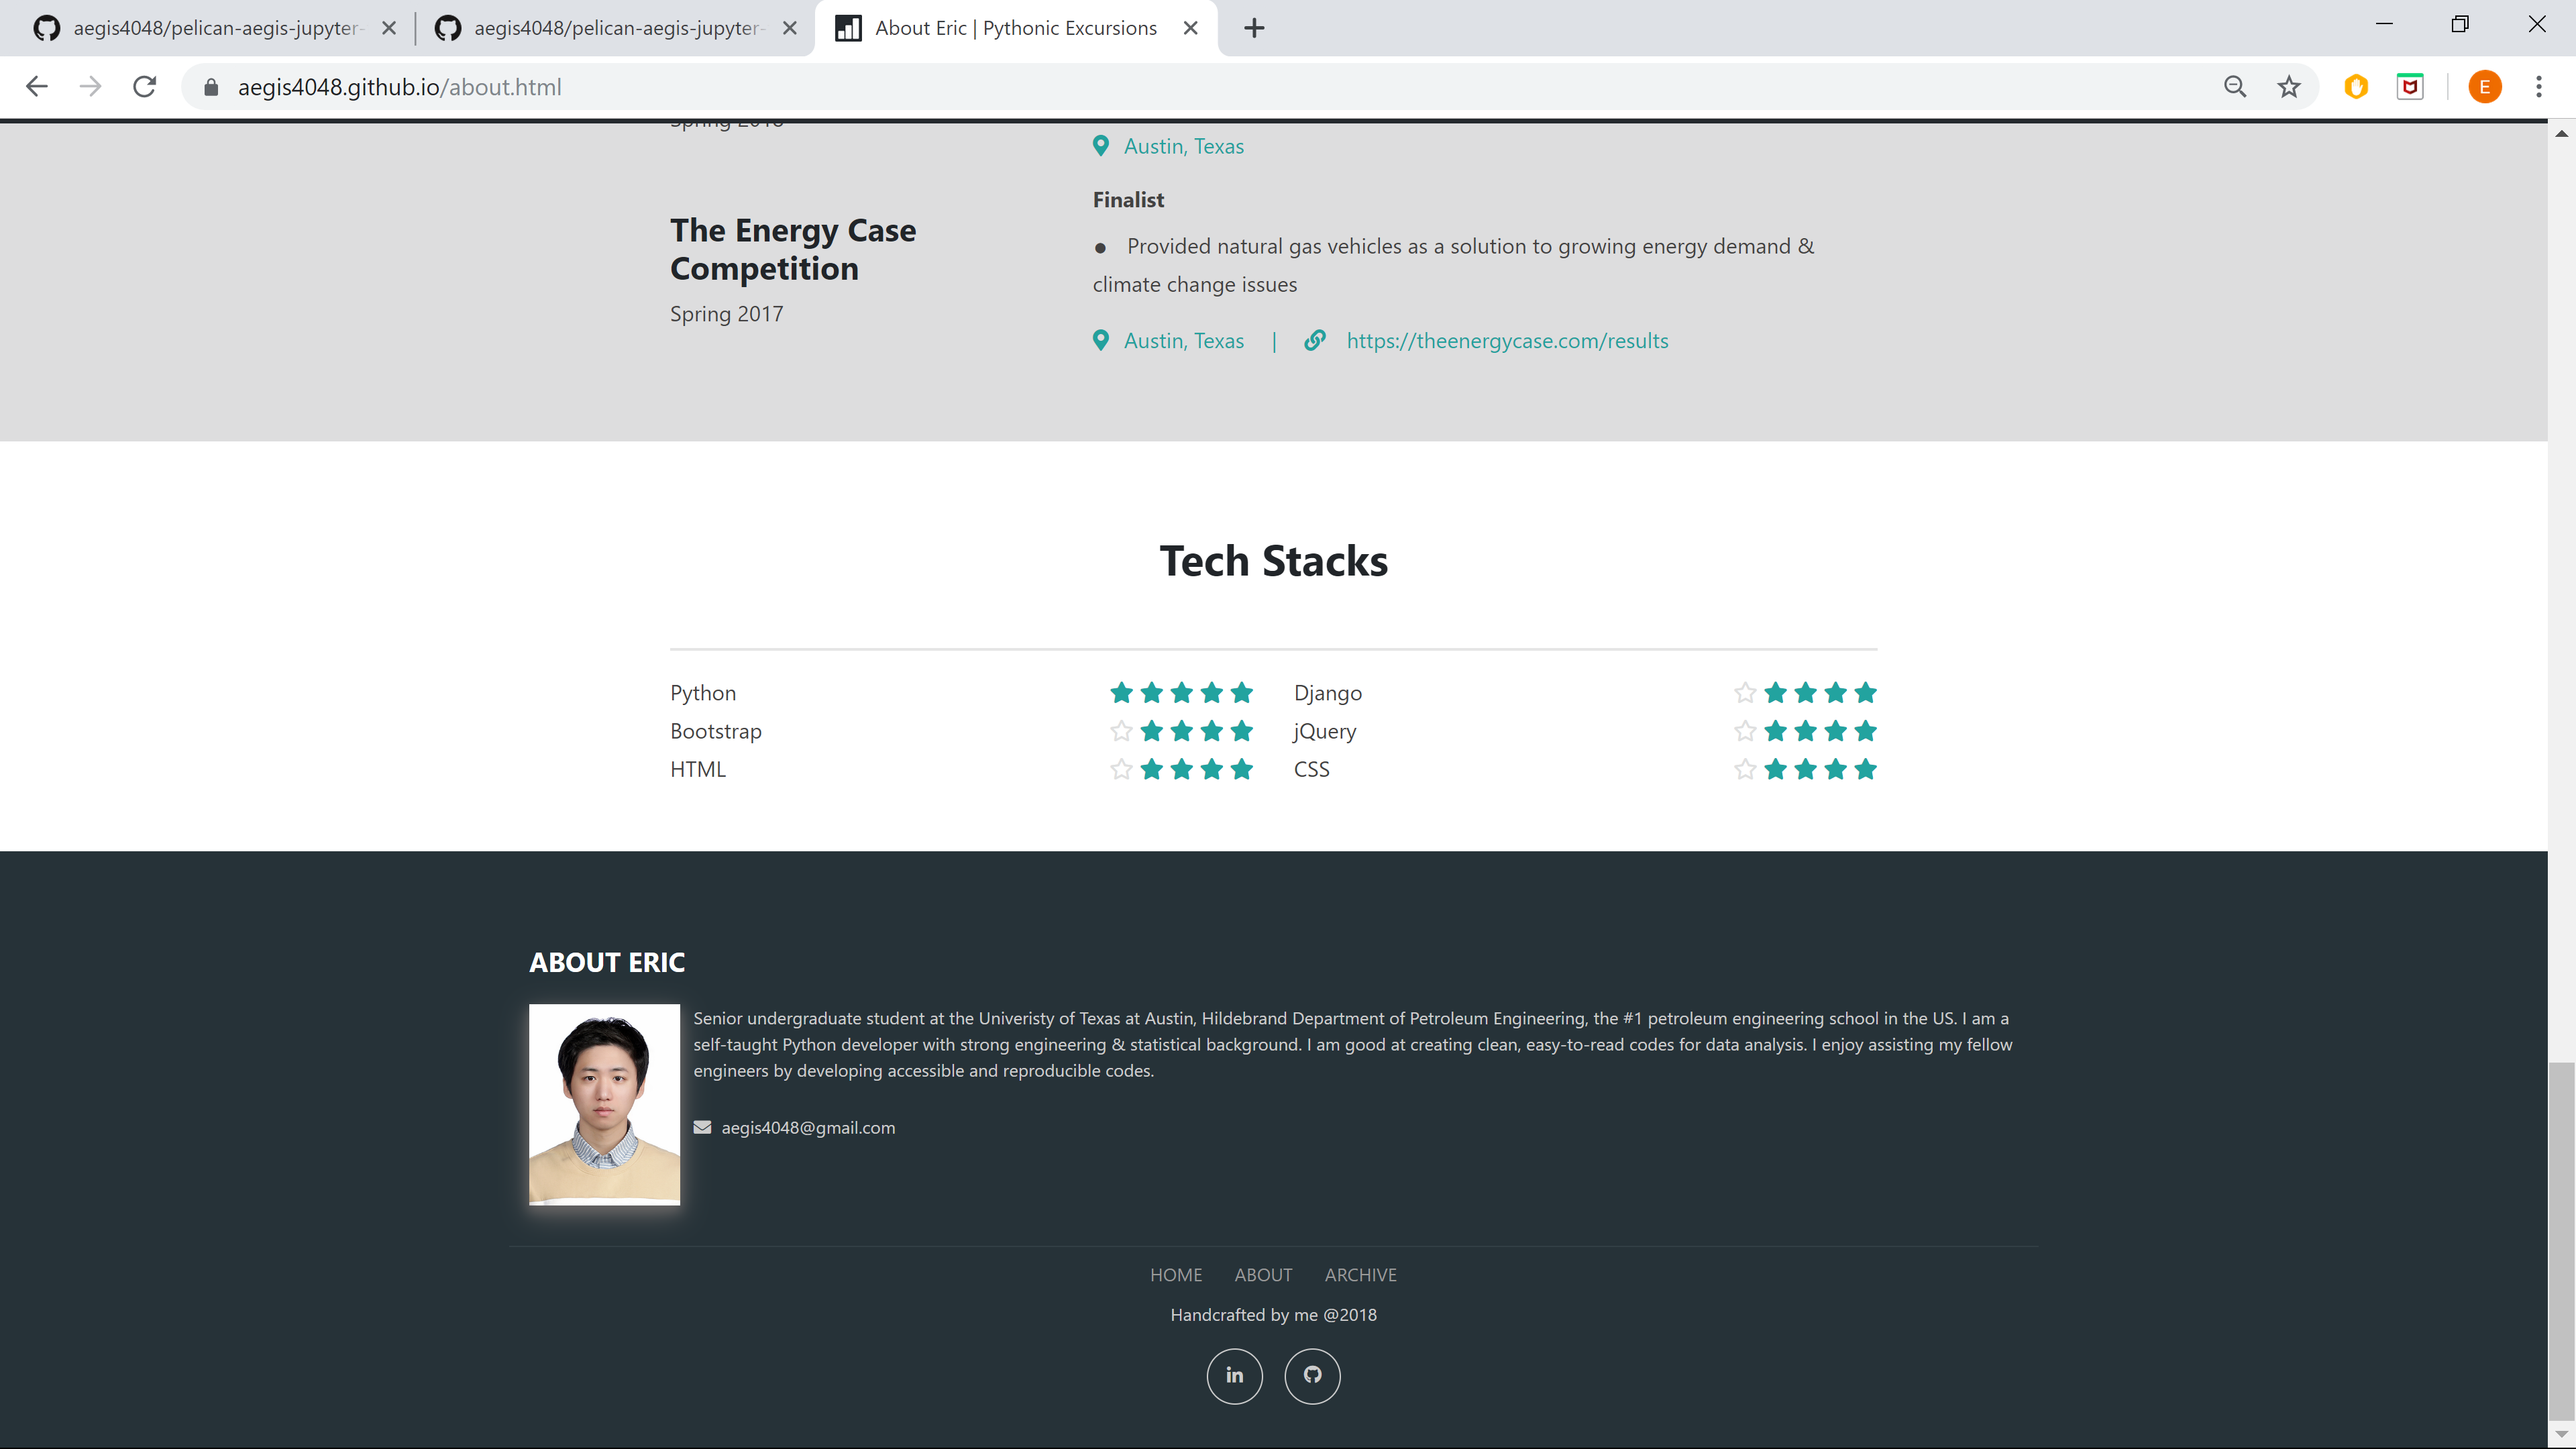 aegis4048/pelican-aegis-jupyter-
aegis4048/pelican-aegis-jupyter-
About Eric | Pythonic Excursions
aegis4048.github.io/about.html
E
Austin, Texas
The Energy Case
Competition
Spring 2017
Finalist
● Provided natural gas vehicles as a solution to growing energy demand &
climate change issues
Austin, Texas | https://theenergycase.com/results
Tech Stacks
Python
Django
Bootstrap
jQuery
HTML
CSS
ABOUT ERIC
Senior undergraduate student at the Univeristy of Texas at Austin, Hildebrand Department of Petroleum Engineering, the #1 petroleum engineering school in the US. I am a
self-taught Python developer with strong engineering & statistical background. I am good at creating clean, easy-to-read codes for data analysis. I enjoy assisting my fellow
engineers by developing accessible and reproducible codes.
aegis4048@gmail.com
HOME ABOUT ARCHIVE
Handcrafted by me @2018
in